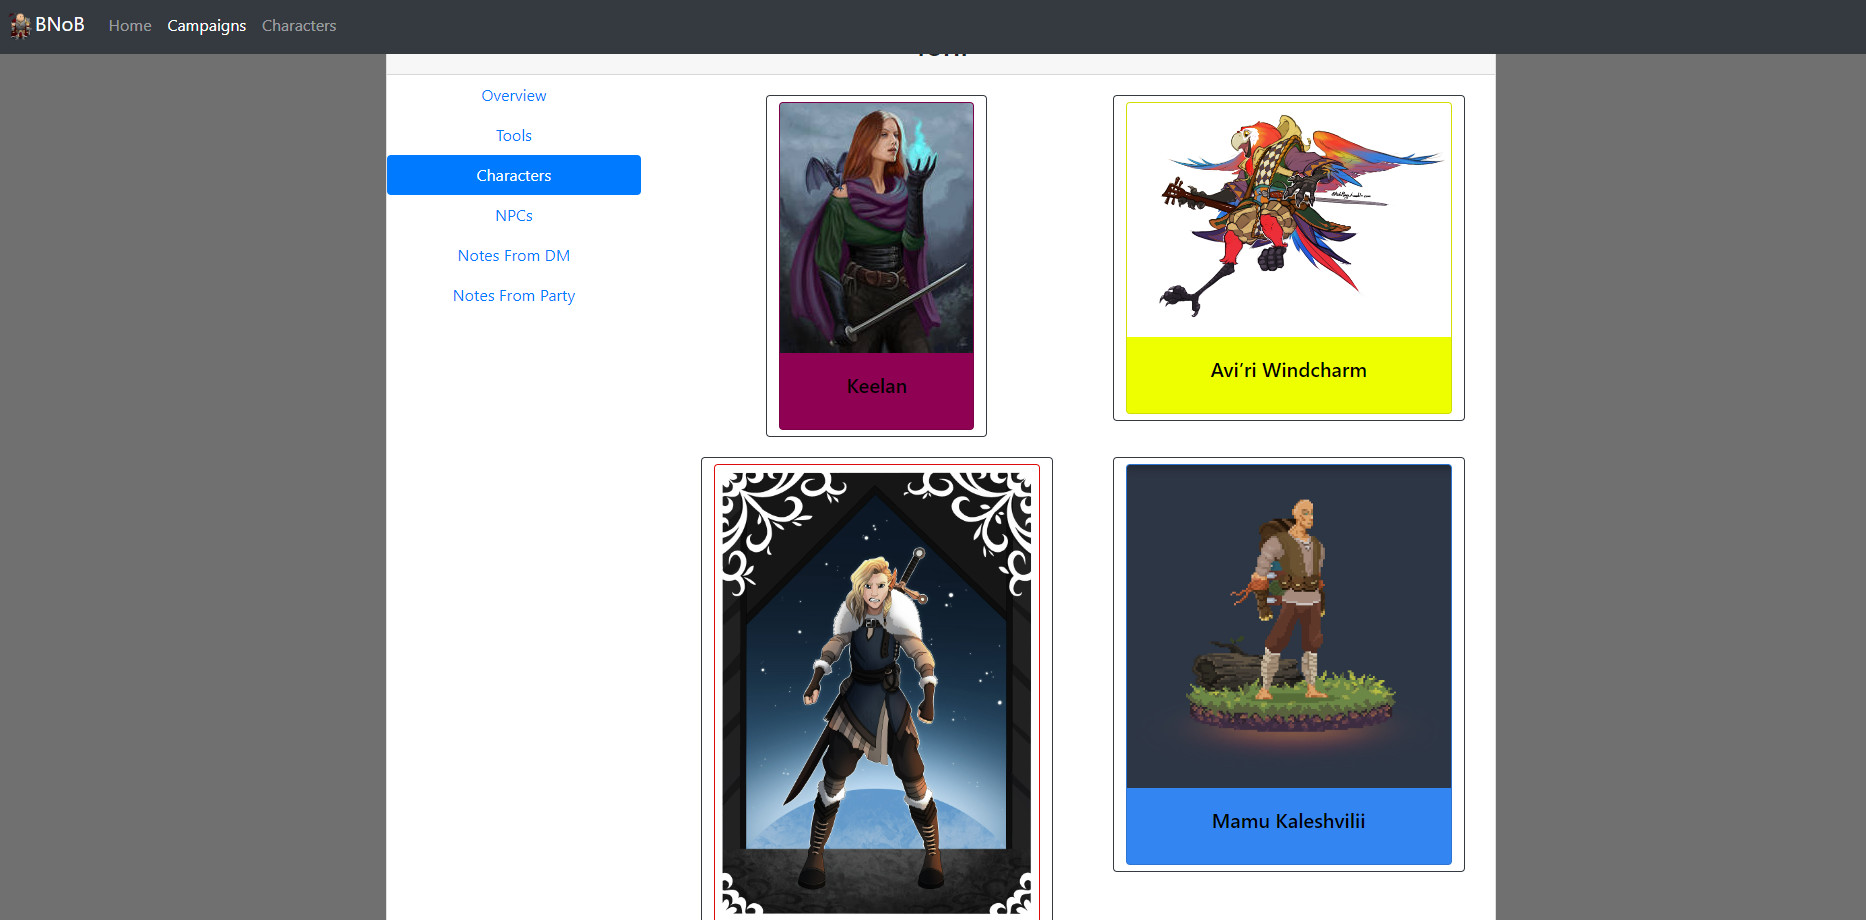 BNoB Home Campaigns Characters
Overview
Tools
Characters
NPCs
Notes From DM
Notes From Party
Keelan
Avi'ri Windcharm
Mamu Kaleshvilii